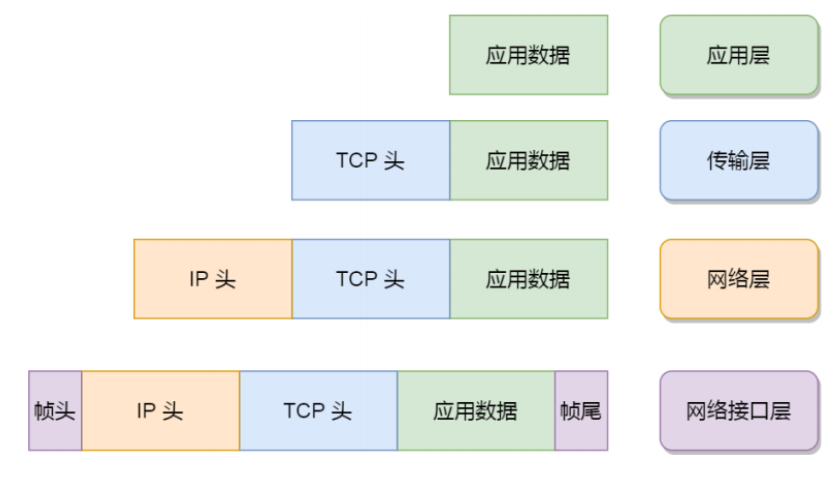 应用数据 应用层
TCP 头 应用数据 传输层
IP 头 TCP 头 应用数据 网络层
帧头 IP 头 TCP 头 应用数据 帧尾 网络接口层